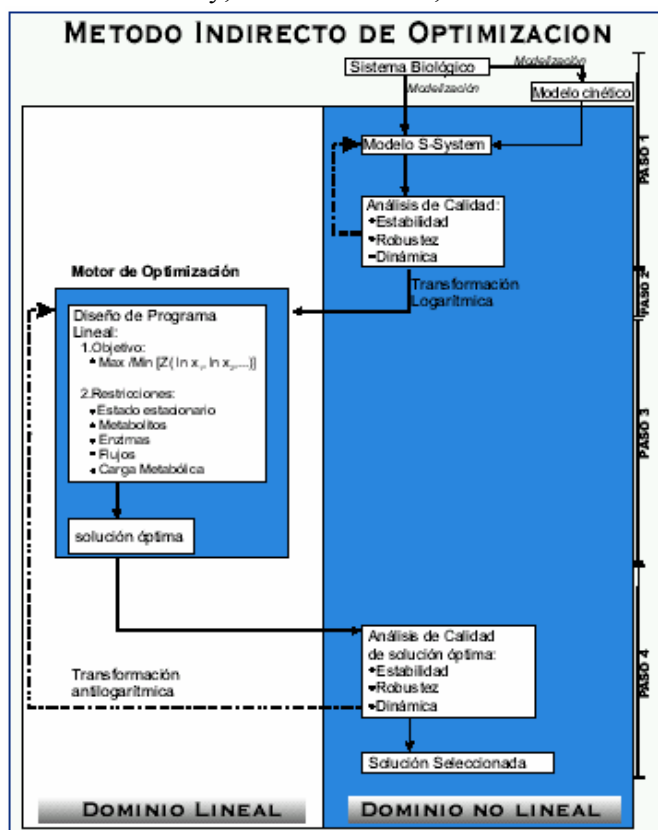 METODO INDIRECTO DE OPTIMIZACION
Sistema Biológico
Modelización
Modelización
Modelo cinético
Modelo S-System
PASO 1
Análisis de Calidad:
•Estabilidad
•Robustez
•Dinámica
PASO 2
Transformación
Logarítmica
Motor de Optimización
Diseño de Programa
Lineal:
1.Objetivo:
• Max /Min [Z( ln x1, ln x2,...)]
2.Restricciones:
•Estado estacionario
•Metabolitos
•Enzimas
•Flujos
•Carga Metabólica
solución óptima
PASO 3
Análisis de Calidad
de solución óptima:
•Estabilidad
•Robustez
•Dinámica
Transformación
antilogarítmica
Solución Seleccionada
PASO 4
DOMINIO LINEAL
DOMINIO NO LINEAL